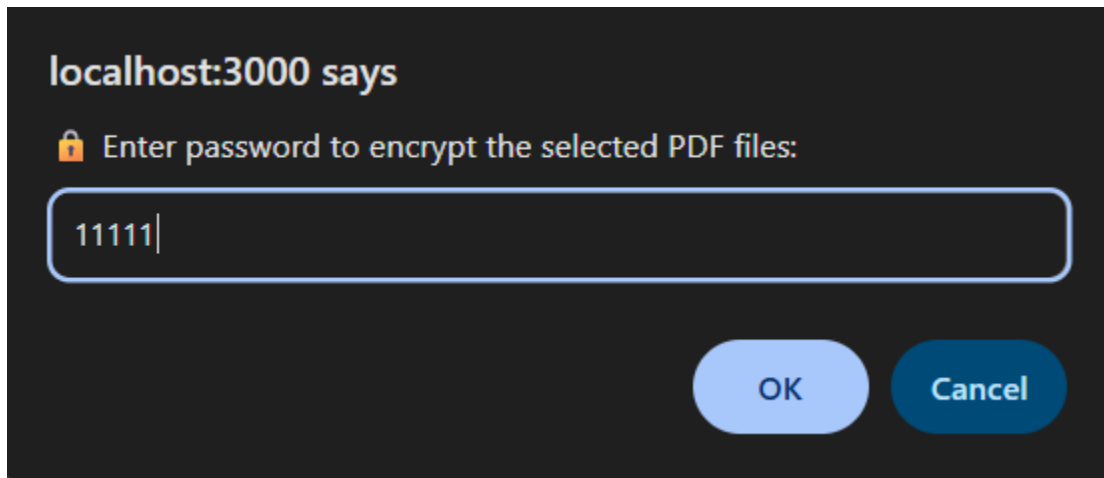 localhost:3000 says
🔒 Enter password to encrypt the selected PDF files:
11111
OK
Cancel